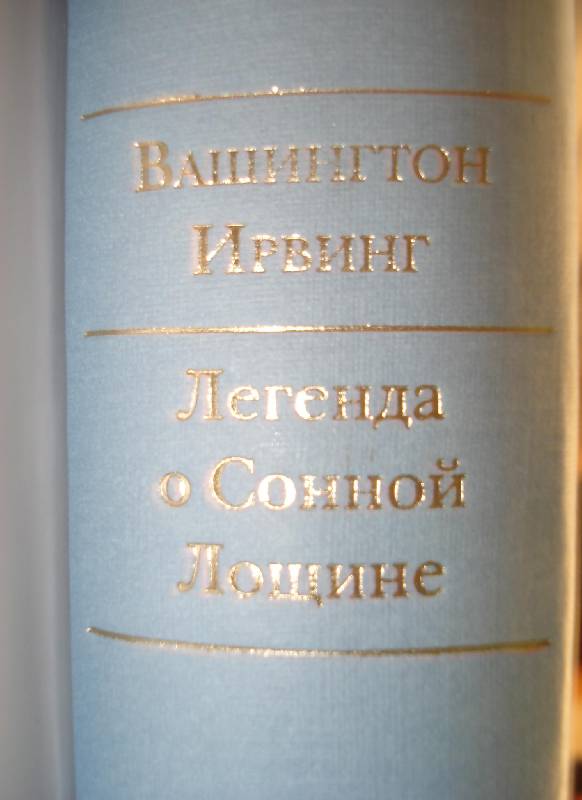 Вашингтон
Ирвинг
Легенда
о Сонной
Лощине